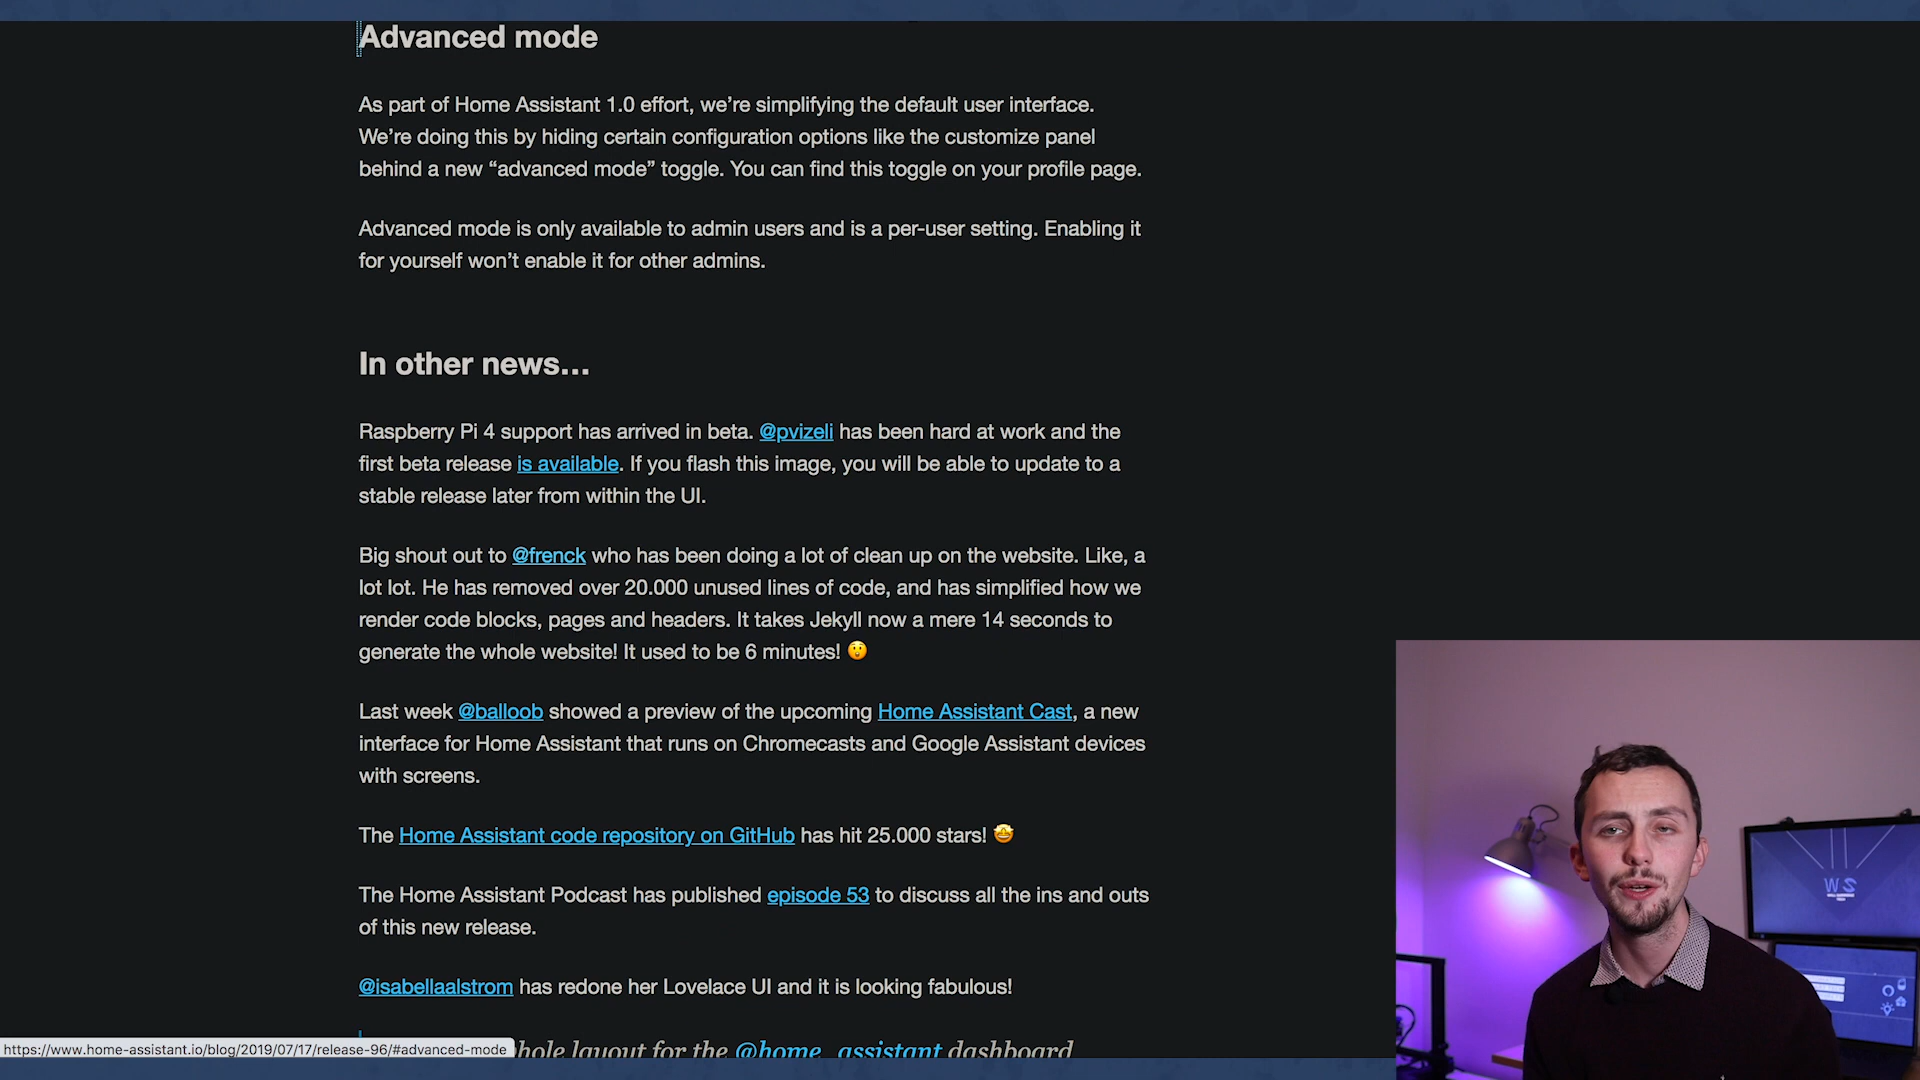 Advanced mode
As part of Home Assistant 1.0 effort, we’re simplifying the default user interface.
We’re doing this by hiding certain configuration options like the customize panel
behind a new “advanced mode” toggle. You can find this toggle on your profile page.
Advanced mode is only available to admin users and is a per-user setting. Enabling it
for yourself won’t enable it for other admins.
In other news…
Raspberry Pi 4 support has arrived in beta. @pvizeli has been hard at work and the
first beta release is available. If you flash this image, you will be able to update to a
stable release later from within the UI.
Big shout out to @frenck who has been doing a lot of clean up on the website. Like, a
lot lot. He has removed over 20.000 unused lines of code, and has simplified how we
render code blocks, pages and headers. It takes Jekyll now a mere 14 seconds to
generate the whole website! It used to be 6 minutes! 😲
Last week @balloob showed a preview of the upcoming Home Assistant Cast, a new
interface for Home Assistant that runs on Chromecasts and Google Assistant devices
with screens.
The Home Assistant code repository on GitHub has hit 25.000 stars! 🤩
The Home Assistant Podcast has published episode 53 to discuss all the ins and outs
of this new release.
@isabellaalstrom has redone her Lovelace UI and it is looking fabulous!
hole layout for the @home_assistant dashboard
https://www.home-assistant.io/blog/2019/07/17/release-96/#advanced-mode
WS